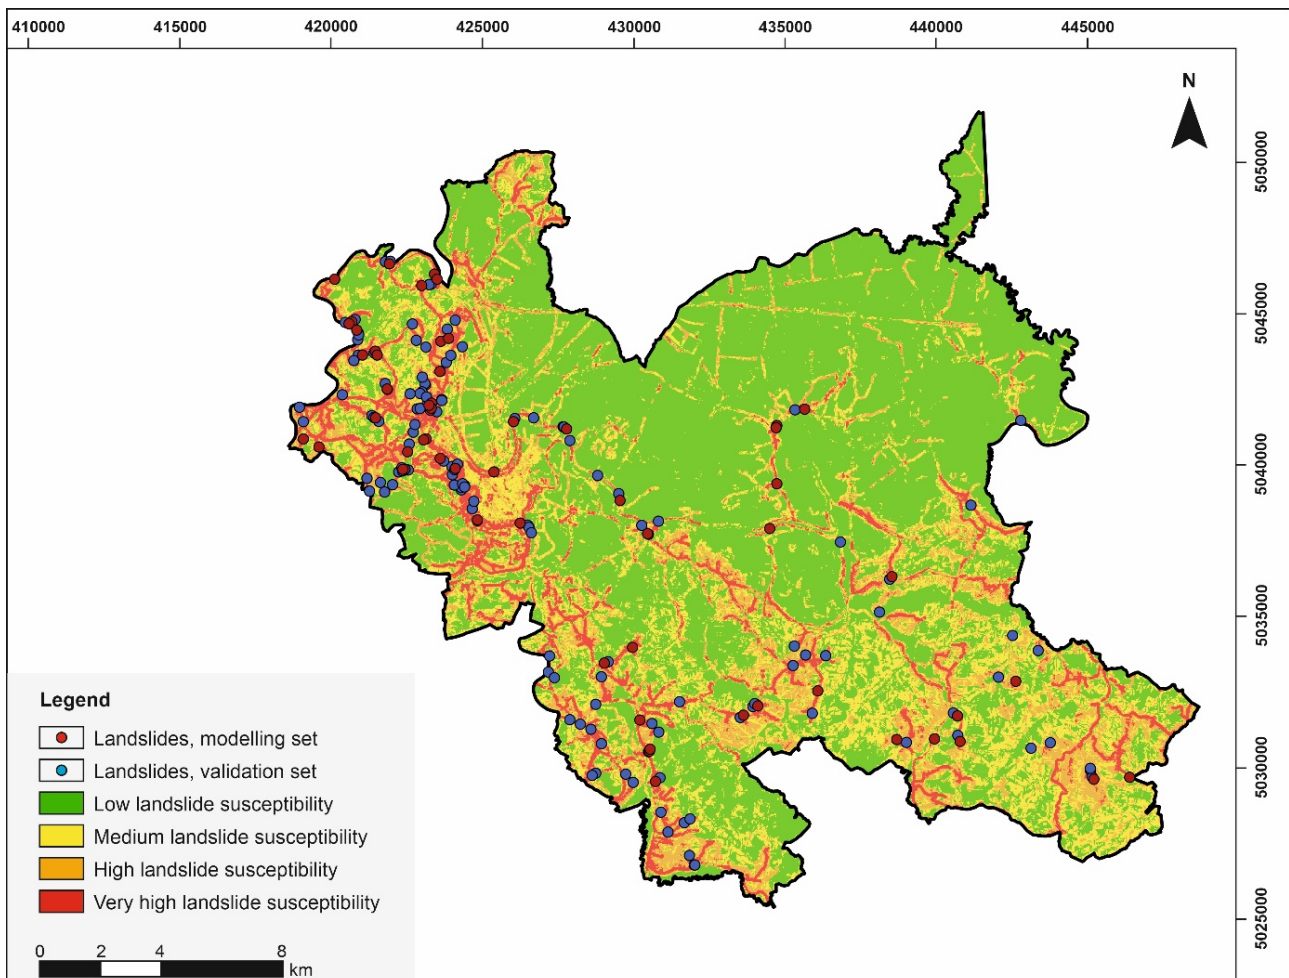 410000 415000 420000 425000 430000 435000 440000 445000
N
5050000
5045000
5040000
5035000
5030000
5025000
Legend
Landslides, modelling set
Landslides, validation set
Low landslide susceptibility
Medium landslide susceptibility
High landslide susceptibility
Very high landslide susceptibility
0 2 4 8
km